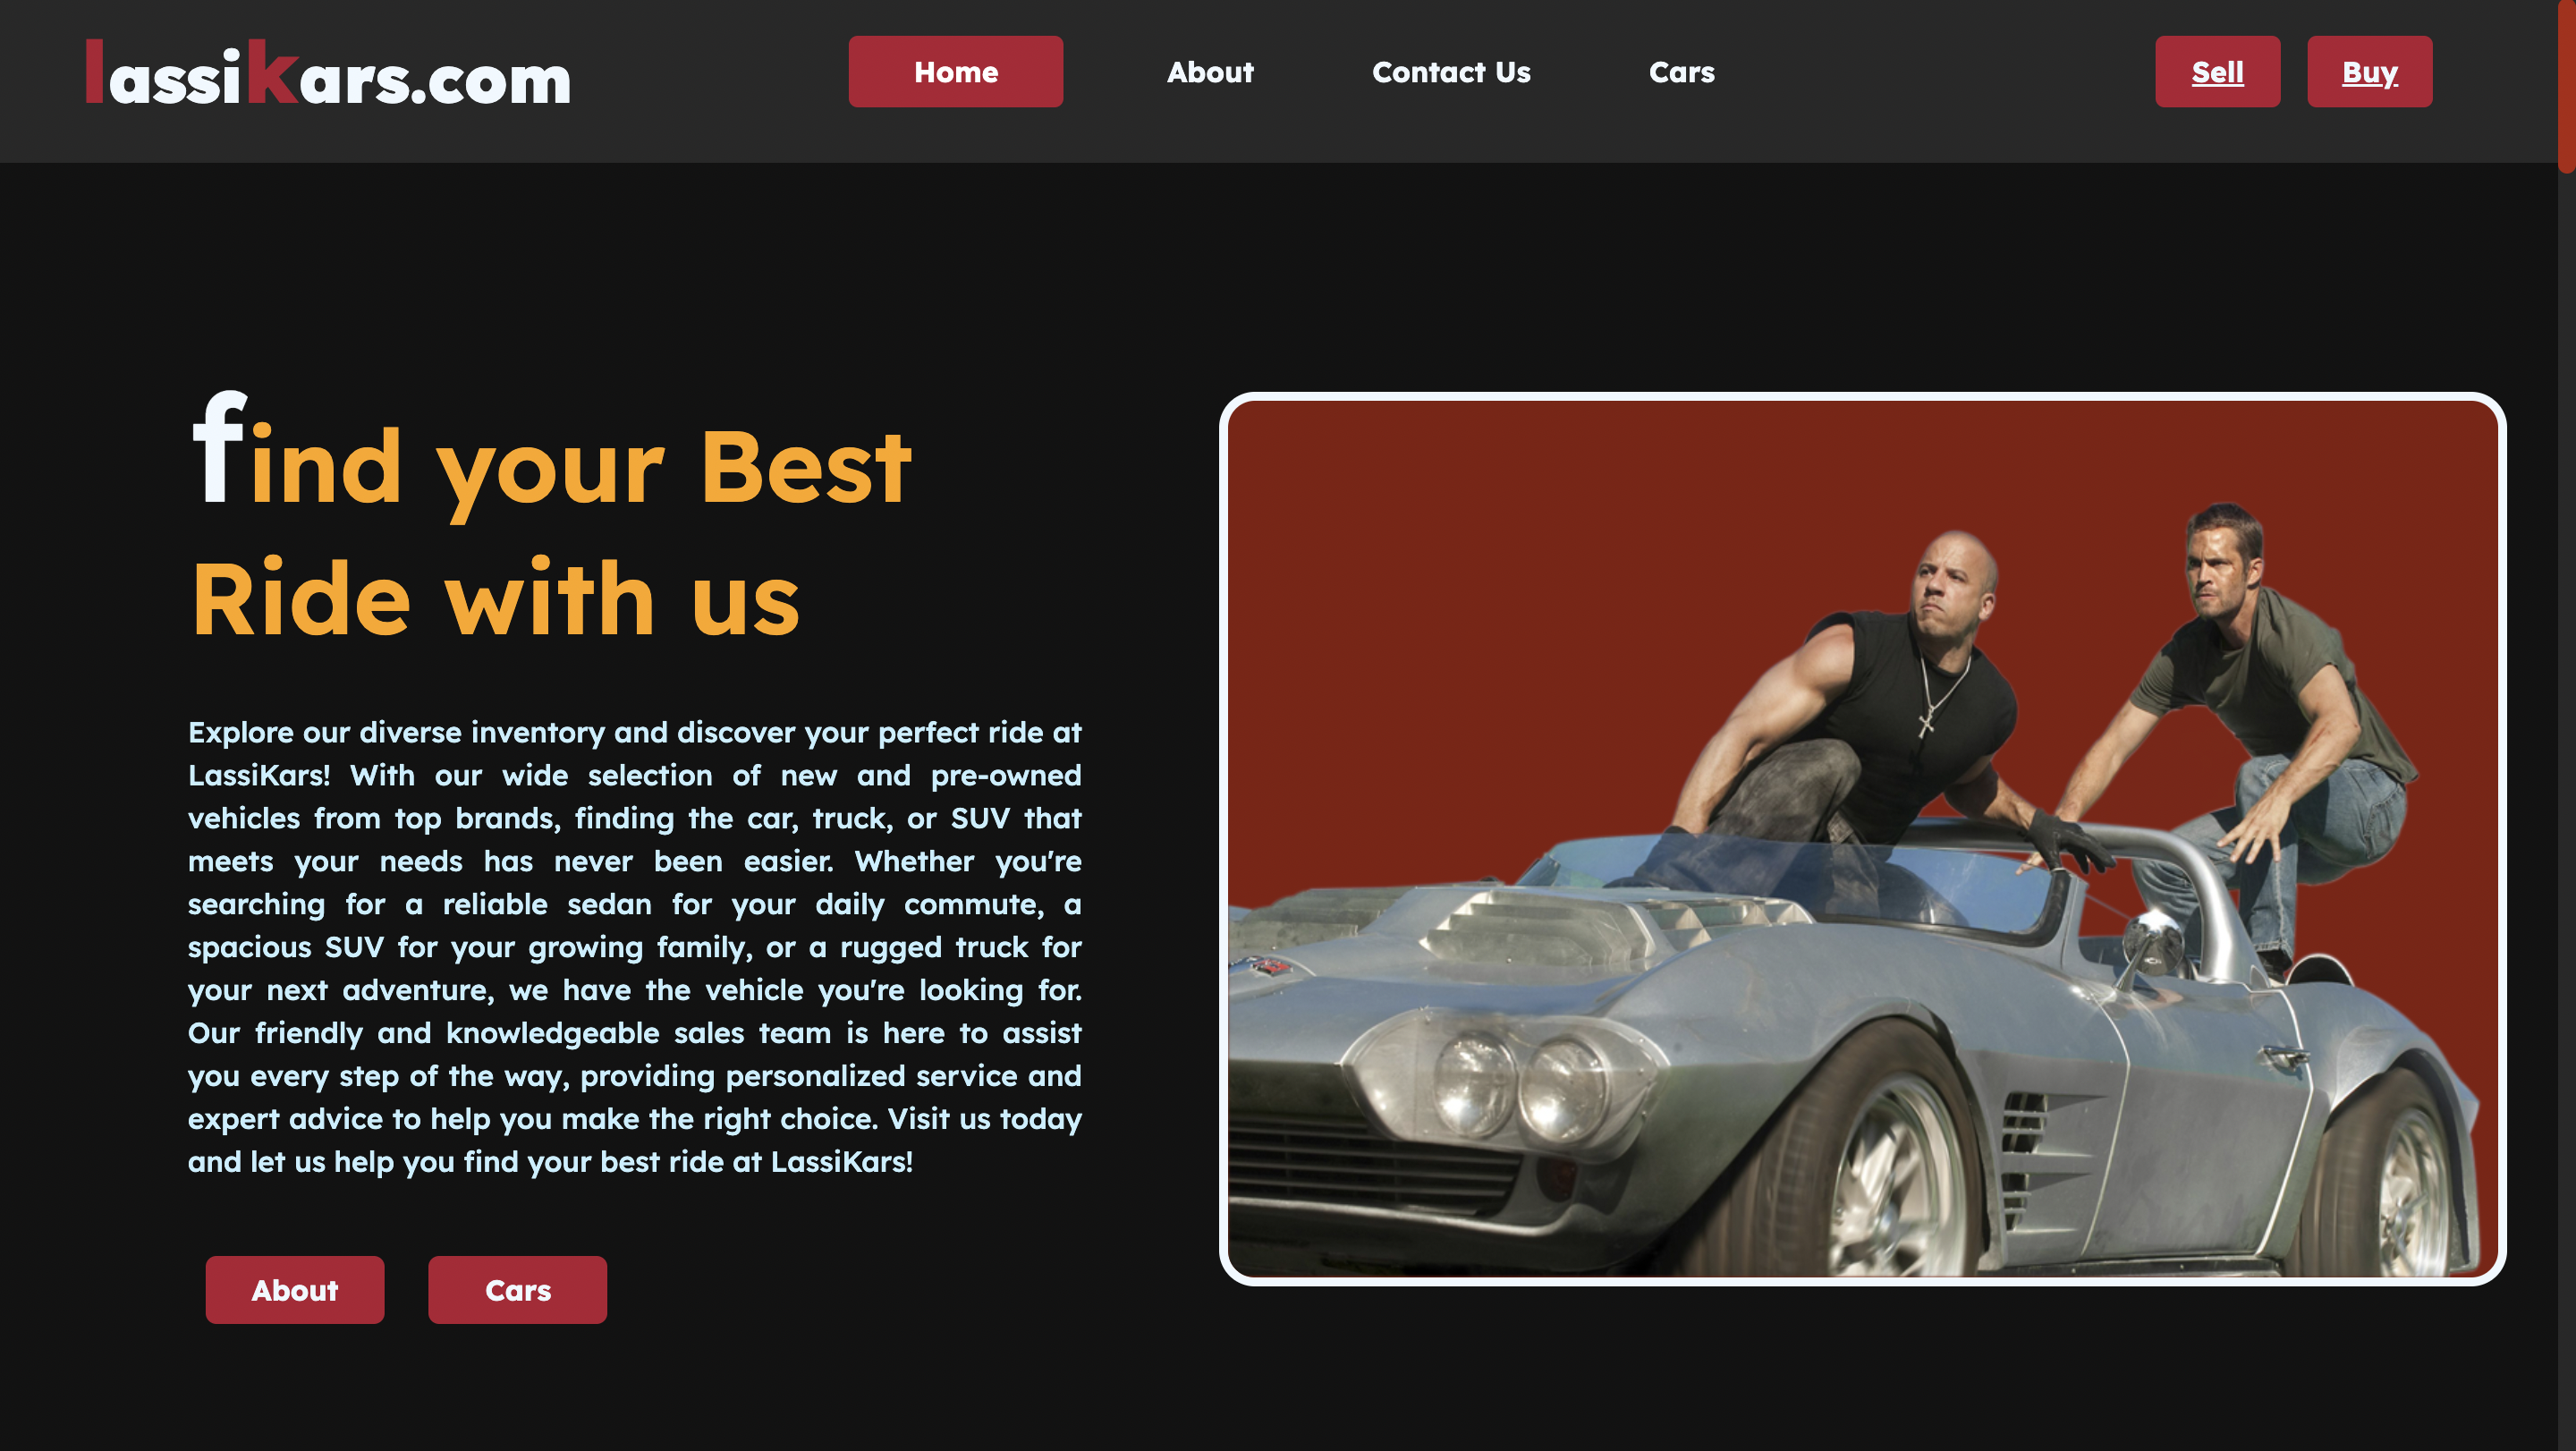 lassikars.com
Home About Contact Us Cars
Sell Buy
find your Best
Ride with us
Explore our diverse inventory and discover your perfect ride at
LassiKars! With our wide selection of new and pre-owned
vehicles from top brands, finding the car, truck, or SUV that
meets your needs has never been easier. Whether you're
searching for a reliable sedan for your daily commute, a
spacious SUV for your growing family, or a rugged truck for
your next adventure, we have the vehicle you're looking for.
Our friendly and knowledgeable sales team is here to assist
you every step of the way, providing personalized service and
expert advice to help you make the right choice. Visit us today
and let us help you find your best ride at LassiKars!
About Cars